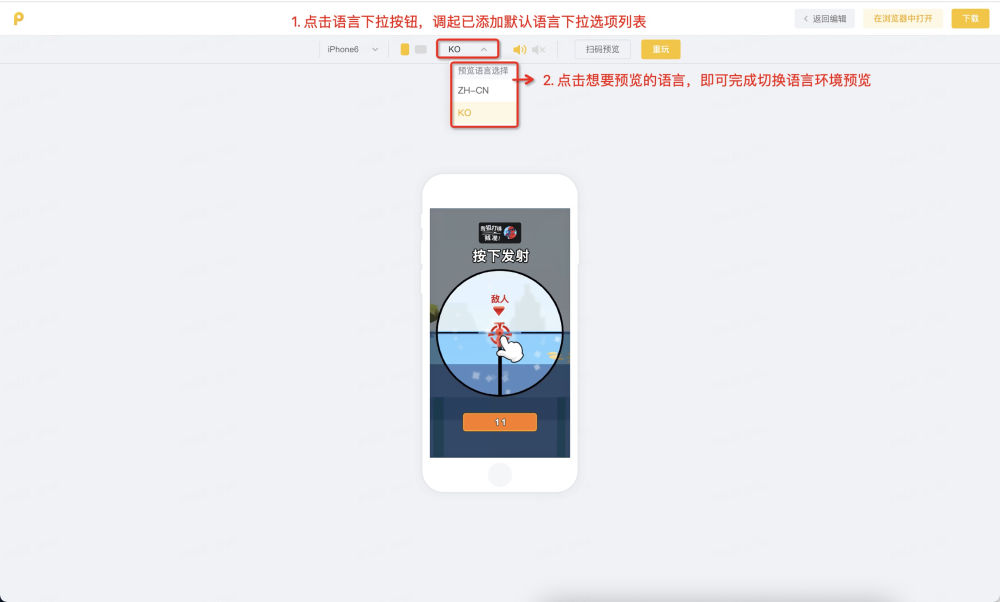 1. 点击语言下拉按钮，调起已添加默认语言下拉选项列表
返回编辑
在浏览器中打开
下载
iPhone6
KO
扫码预览
重玩
预览语言选择
ZH-CN
KO
2. 点击想要预览的语言，即可完成切换语言环境预览
按下发射
敌人
11